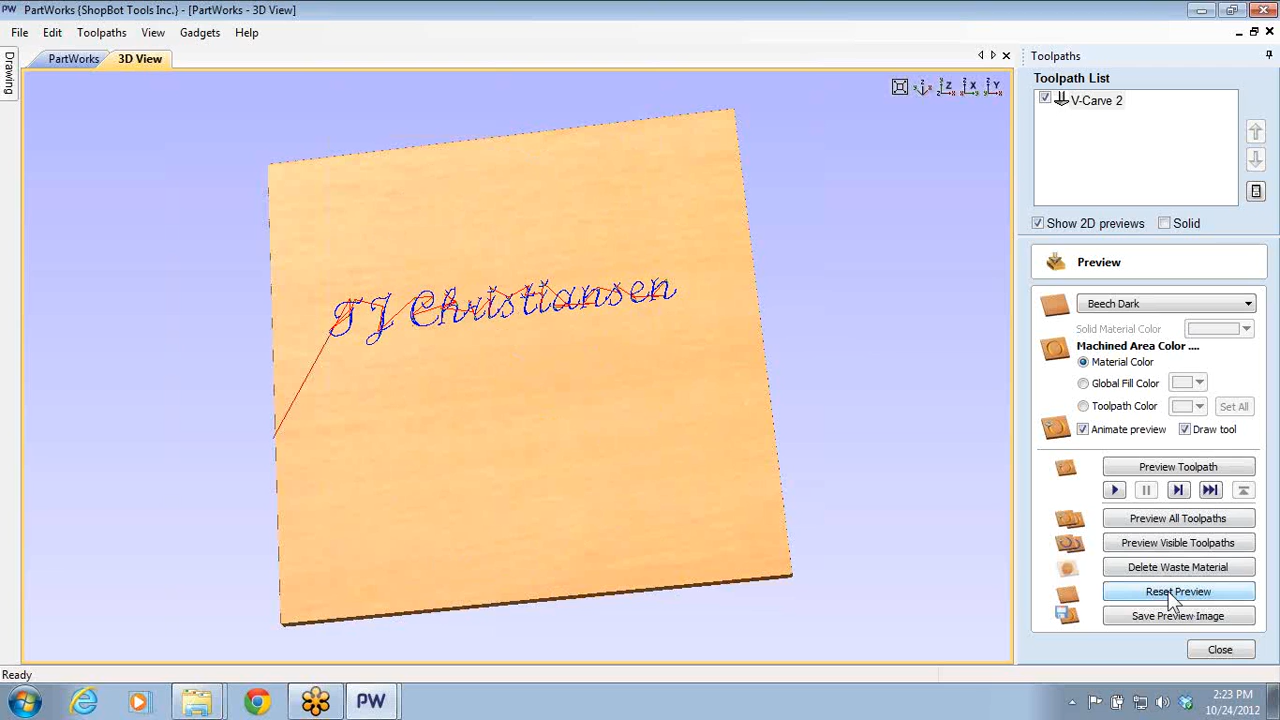 PW PartWorks {ShopBot Tools Inc.} - [PartWorks - 3D View]
File Edit Toolpaths View Gadgets Help
Drawing
PartWorks 3D View
Z X Y
TJ Christiansen
Toolpaths
Toolpath List
V-Carve 2
Show 2D previews Solid
Preview
Beech Dark
Solid Material Color
Machined Area Color ....
Material Color
Global Fill Color
Toolpath Color Set All
Animate preview Draw tool
Preview Toolpath
Preview All Toolpaths
Preview Visible Toolpaths
Delete Waste Material
Reset Preview
Save Preview Image
Close
Ready
PW
2:23 PM
10/24/2012